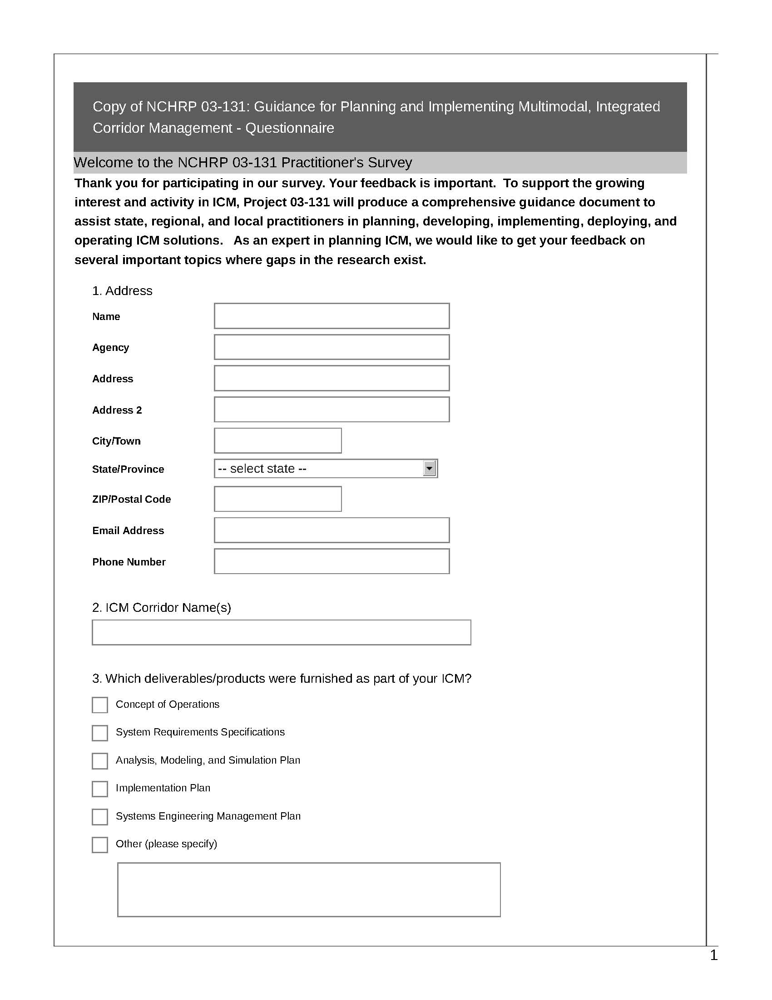 Copy of NCHRP 03-131: Guidance for Planning and Implementing Multimodal, Integrated
Corridor Management - Questionnaire
Welcome to the NCHRP 03-131 Practitioner's Survey
Thank you for participating in our survey. Your feedback is important.  To support the growing
interest and activity in ICM, Project 03-131 will produce a comprehensive guidance document to
assist state, regional, and local practitioners in planning, developing, implementing, deploying, and
operating ICM solutions.   As an expert in planning ICM, we would like to get your feedback on
several important topics where gaps in the research exist.
1. Address
Name
Agency
Address
Address 2
City/Town
State/Province -- select state --
ZIP/Postal Code
Email Address
Phone Number
2. ICM Corridor Name(s)
3. Which deliverables/products were furnished as part of your ICM?
Concept of Operations
System Requirements Specifications
Analysis, Modeling, and Simulation Plan
Implementation Plan
Systems Engineering Management Plan
Other (please specify)
1